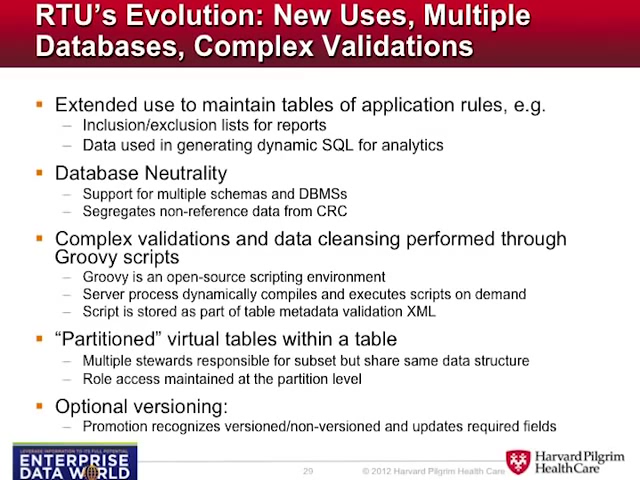 RTU's Evolution: New Uses, Multiple
Databases, Complex Validations
▪ Extended use to maintain tables of application rules, e.g.
– Inclusion/exclusion lists for reports
– Data used in generating dynamic SQL for analytics
▪ Database Neutrality
– Support for multiple schemas and DBMSs
– Segregates non-reference data from CRC
▪ Complex validations and data cleansing performed through
Groovy scripts
– Groovy is an open-source scripting environment
– Server process dynamically compiles and executes scripts on demand
– Script is stored as part of table metadata validation XML
▪ “Partitioned” virtual tables within a table
– Multiple stewards responsible for subset but share same data structure
– Role access maintained at the partition level
▪ Optional versioning:
– Promotion recognizes versioned/non-versioned and updates required fields
LEVERAGE INFORMATION TO ITS FULL POTENTIAL
ENTERPRISE
DATA WORLD
29
© 2012 Harvard Pilgrim Health Care
Harvard Pilgrim
HealthCare